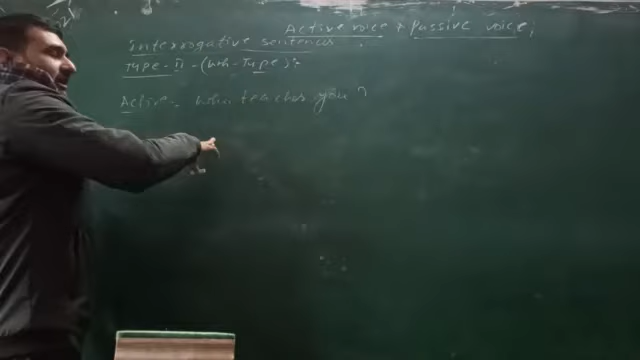 Active voice & Passive voice;
Interrogative sentences
TYPE-II - (Wh-Type):
Active - Who teaches you?